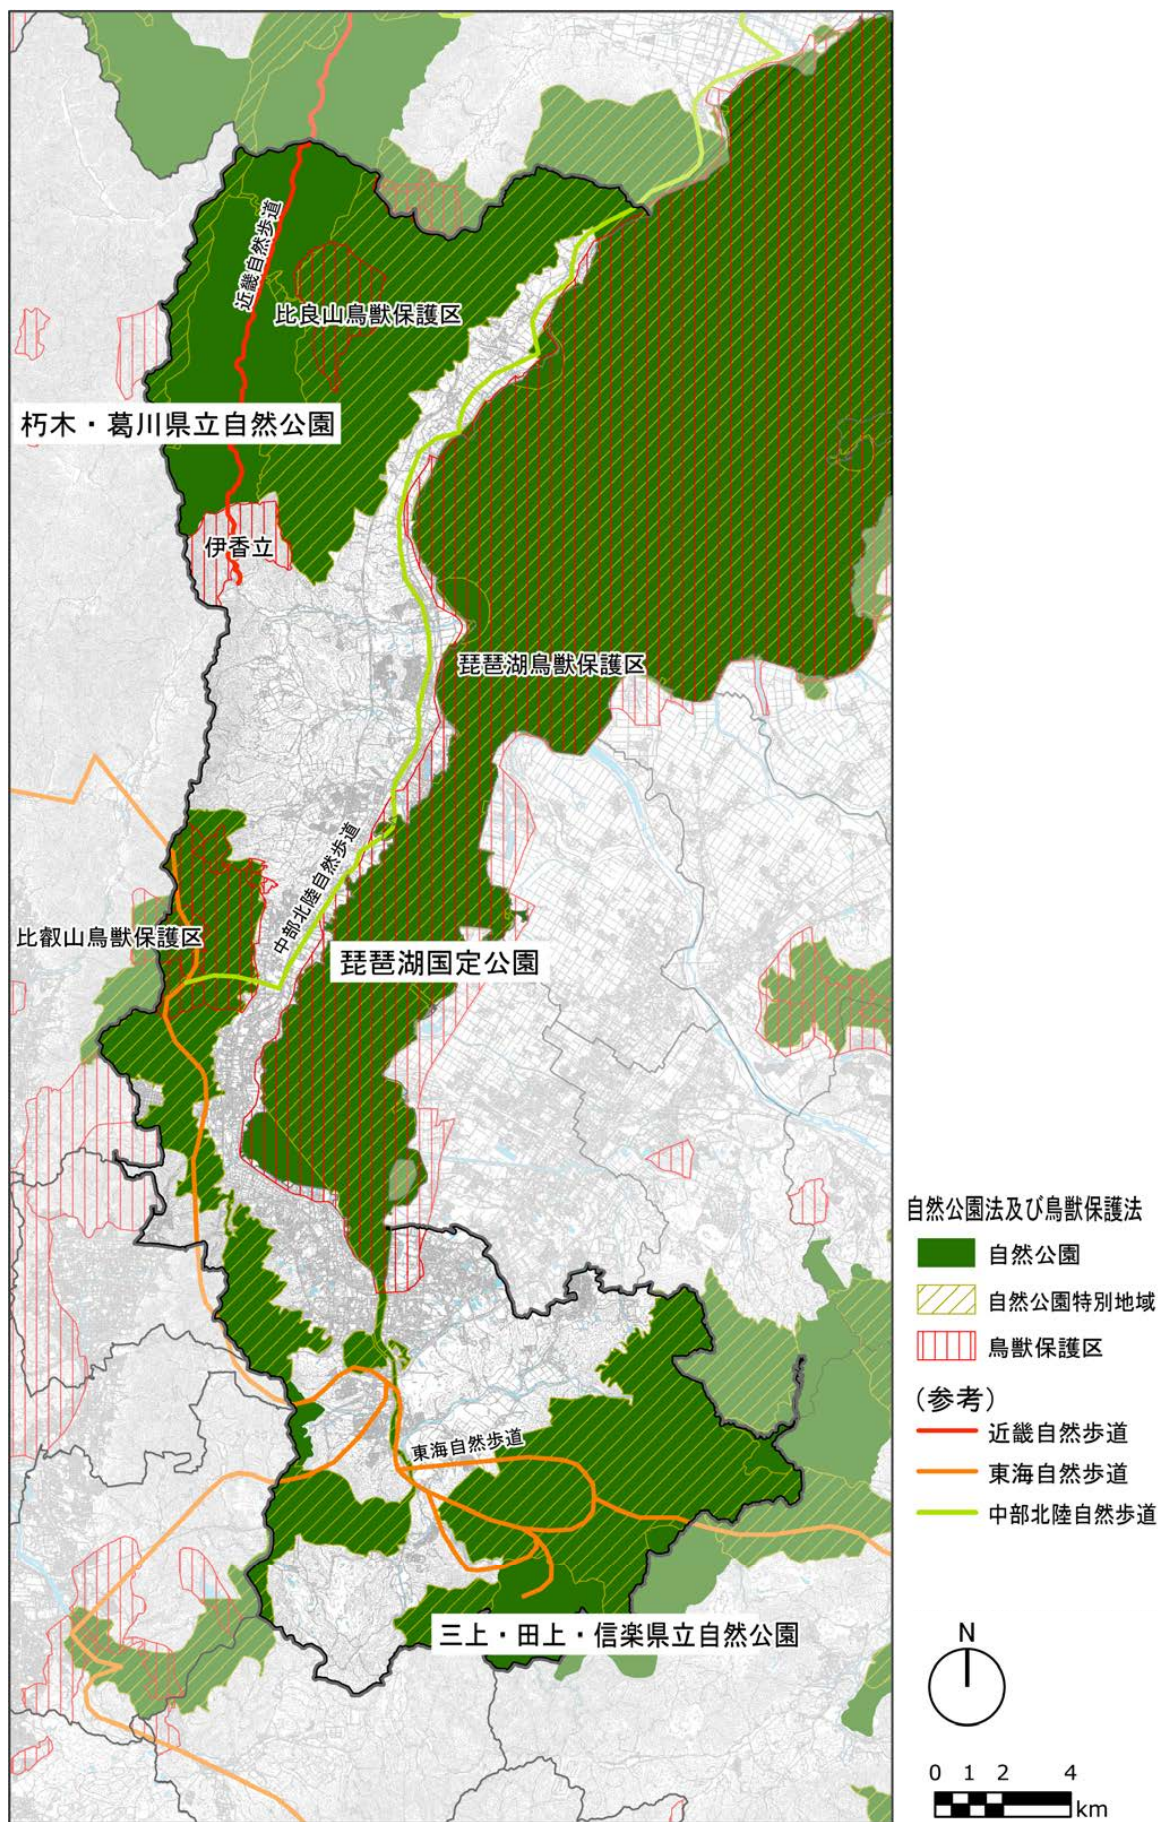 近畿自然歩道
比良山鳥獣保護区
朽木・葛川県立自然公園
伊香立
琵琶湖鳥獣保護区
中部北陸自然歩道
比叡山鳥獣保護区
琵琶湖国定公園
東海自然歩道
三上・田上・信楽県立自然公園
自然公園法及び鳥獣保護法
自然公園
自然公園特別地域
鳥獣保護区
(参考)
近畿自然歩道
東海自然歩道
中部北陸自然歩道
N
0 1 2 4
km